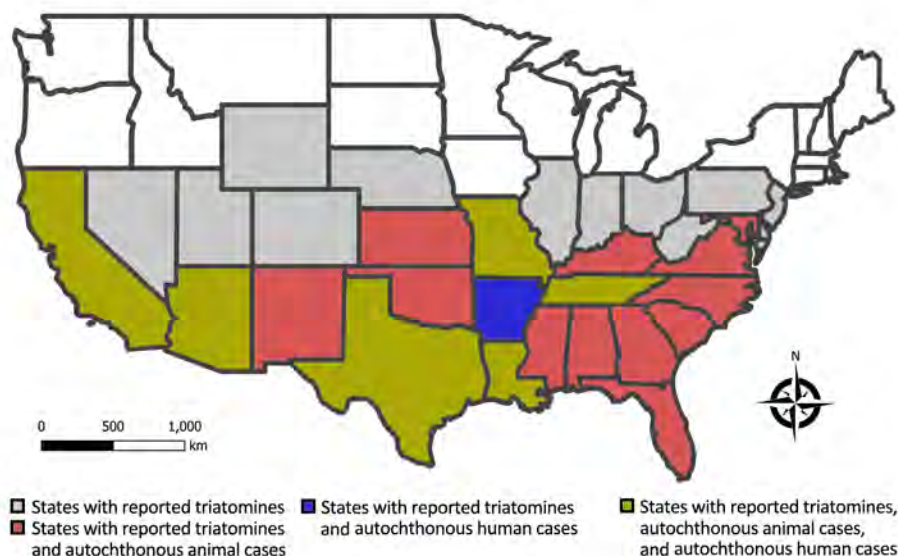 N
0 500 1,000
km
States with reported triatomines
States with reported triatomines
and autochthonous animal cases
States with reported triatomines
and autochthonous human cases
States with reported triatomines,
autochthonous animal cases,
and autochthonous human cases